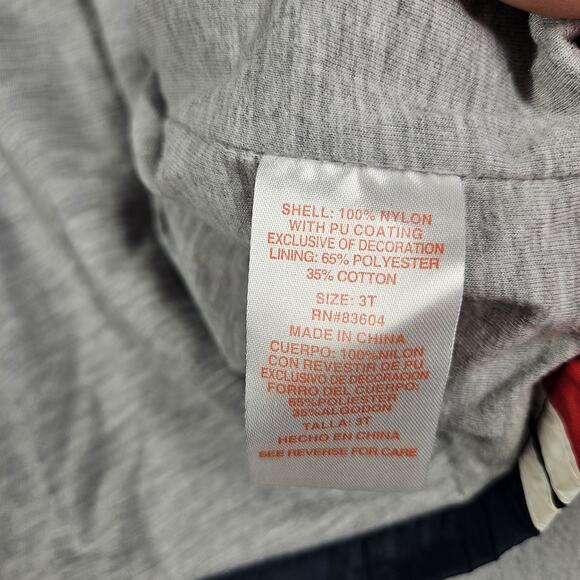 SHELL: 100% NYLON
WITH PU COATING
EXCLUSIVE OF DECORATION
LINING: 65% POLYESTER
35% COTTON
SIZE: 3T
RN#83604
MADE IN CHINA
CUERPO: 100%NILON
CON REVESTIR DE PU
EXCLUSIVO DE DECORACION
FORRO DEL CUERPO:
65%POLIESTER
35%ALGODON
TALLA: 3T
HECHO EN CHINA
SEE REVERSE FOR CARE